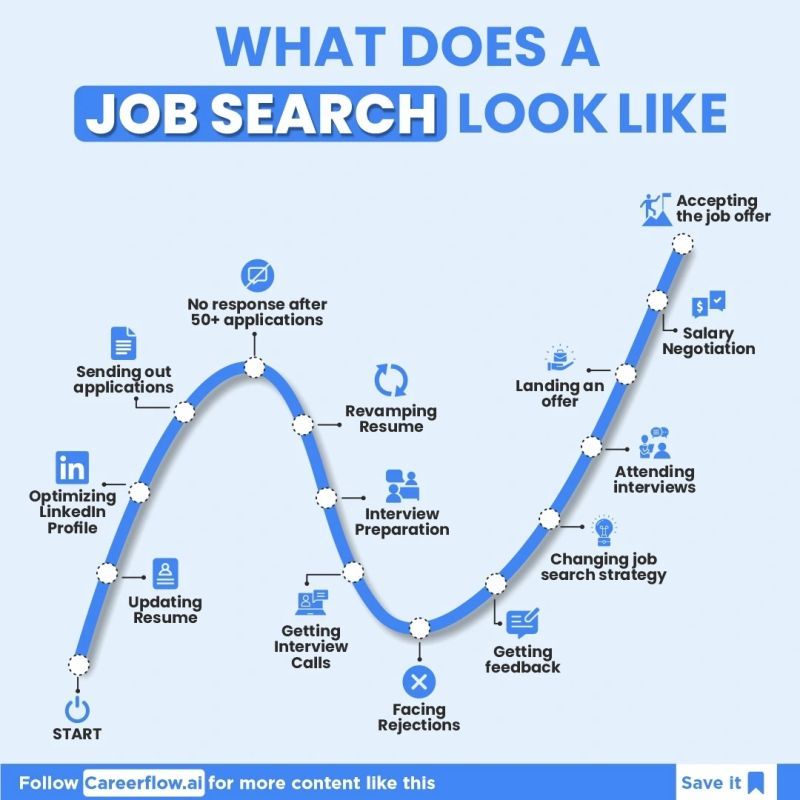 WHAT DOES A
JOB SEARCH LOOK LIKE
START
Updating
Resume
in
Optimizing
LinkedIn
Profile
Sending out
applications
No response after
50+ applications
Revamping
Resume
Interview
Preparation
Getting
Interview
Calls
Facing
Rejections
Getting
feedback
Changing job
search strategy
Attending
interviews
Landing an
offer
$
Salary
Negotiation
Accepting
the job offer
Follow Careerflow.ai for more content like this
Save it